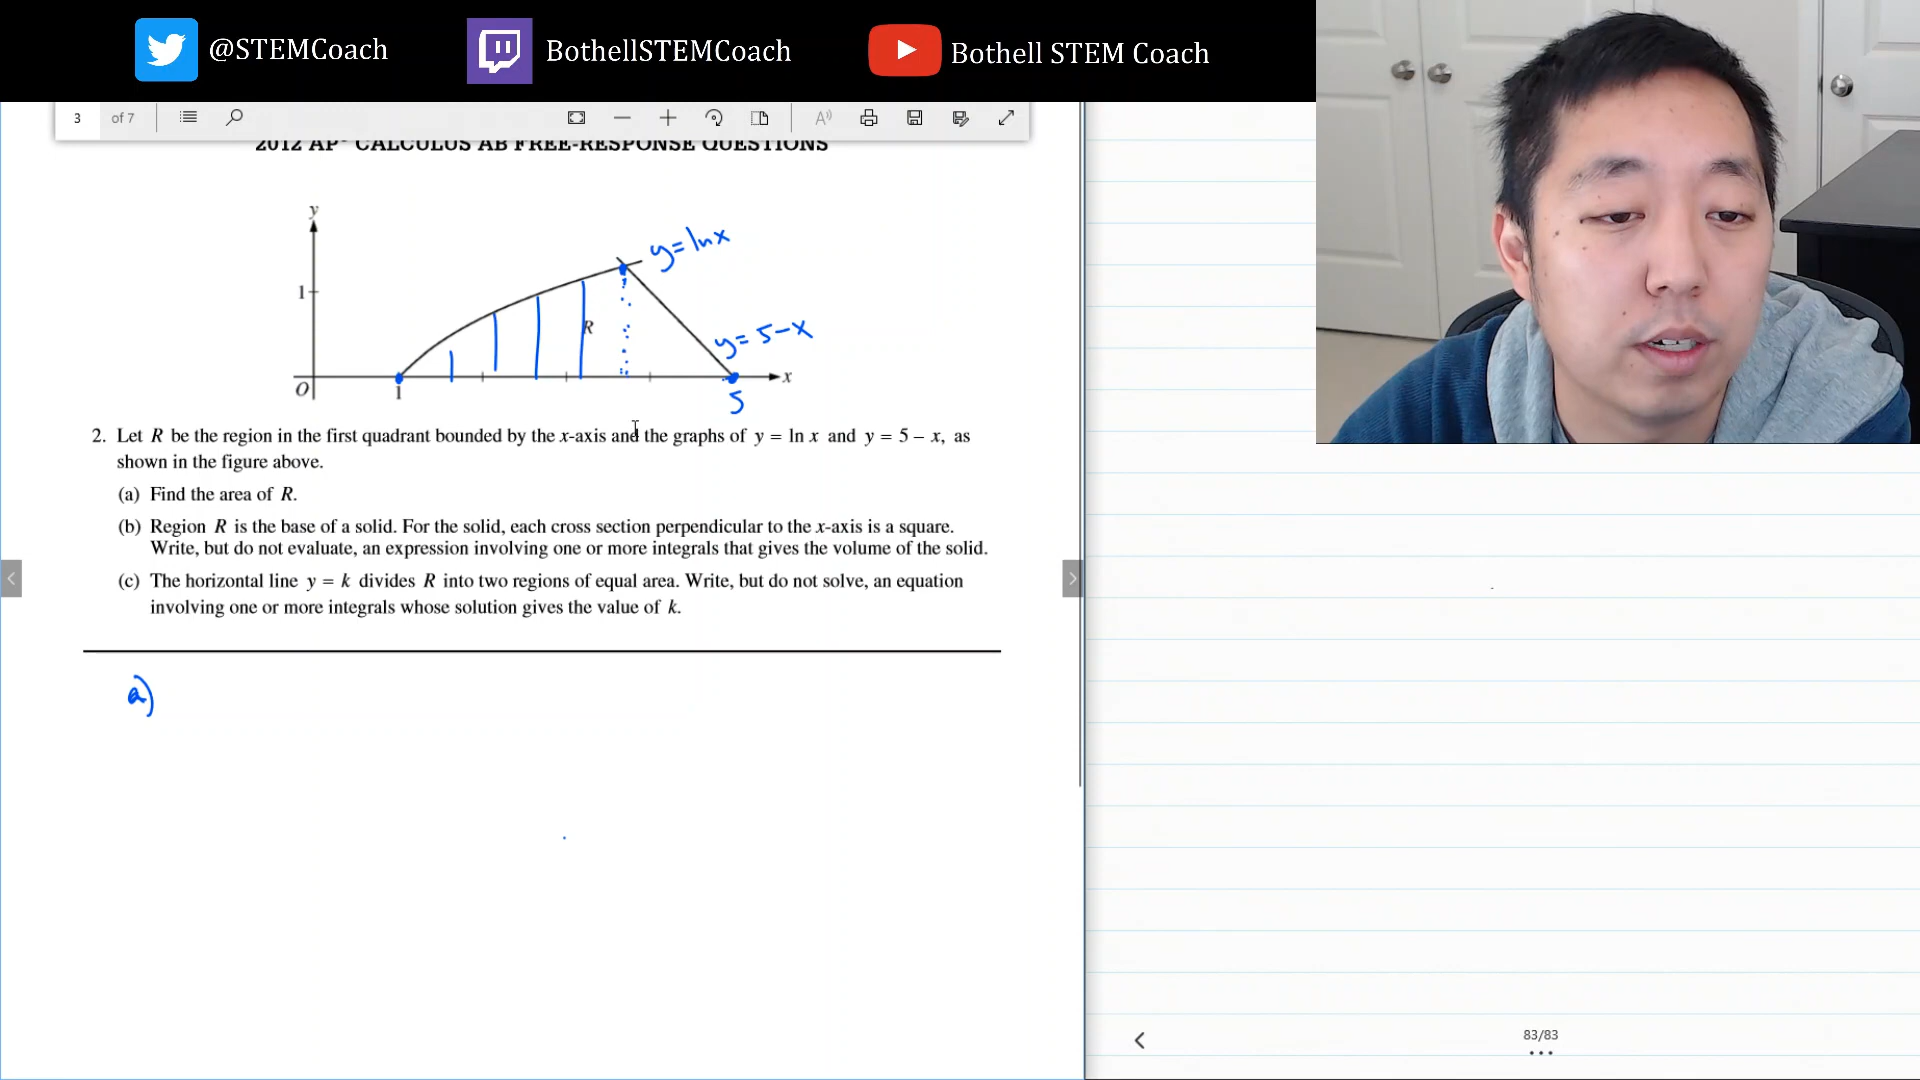 @STEMCoach
BothellSTEMCoach
Bothell STEM Coach
3 of 7
2012 AP® CALCULUS AB FREE-RESPONSE QUESTIONS
y
y=lnx
1
R
y=5-x
O
1
5
x
2. Let R be the region in the first quadrant bounded by the x-axis and the graphs of y = ln x and y = 5 – x, as
shown in the figure above.
(a) Find the area of R.
(b) Region R is the base of a solid. For the solid, each cross section perpendicular to the x-axis is a square.
Write, but do not evaluate, an expression involving one or more integrals that gives the volume of the solid.
(c) The horizontal line y = k divides R into two regions of equal area. Write, but do not solve, an equation
involving one or more integrals whose solution gives the value of k.
a)
83/83